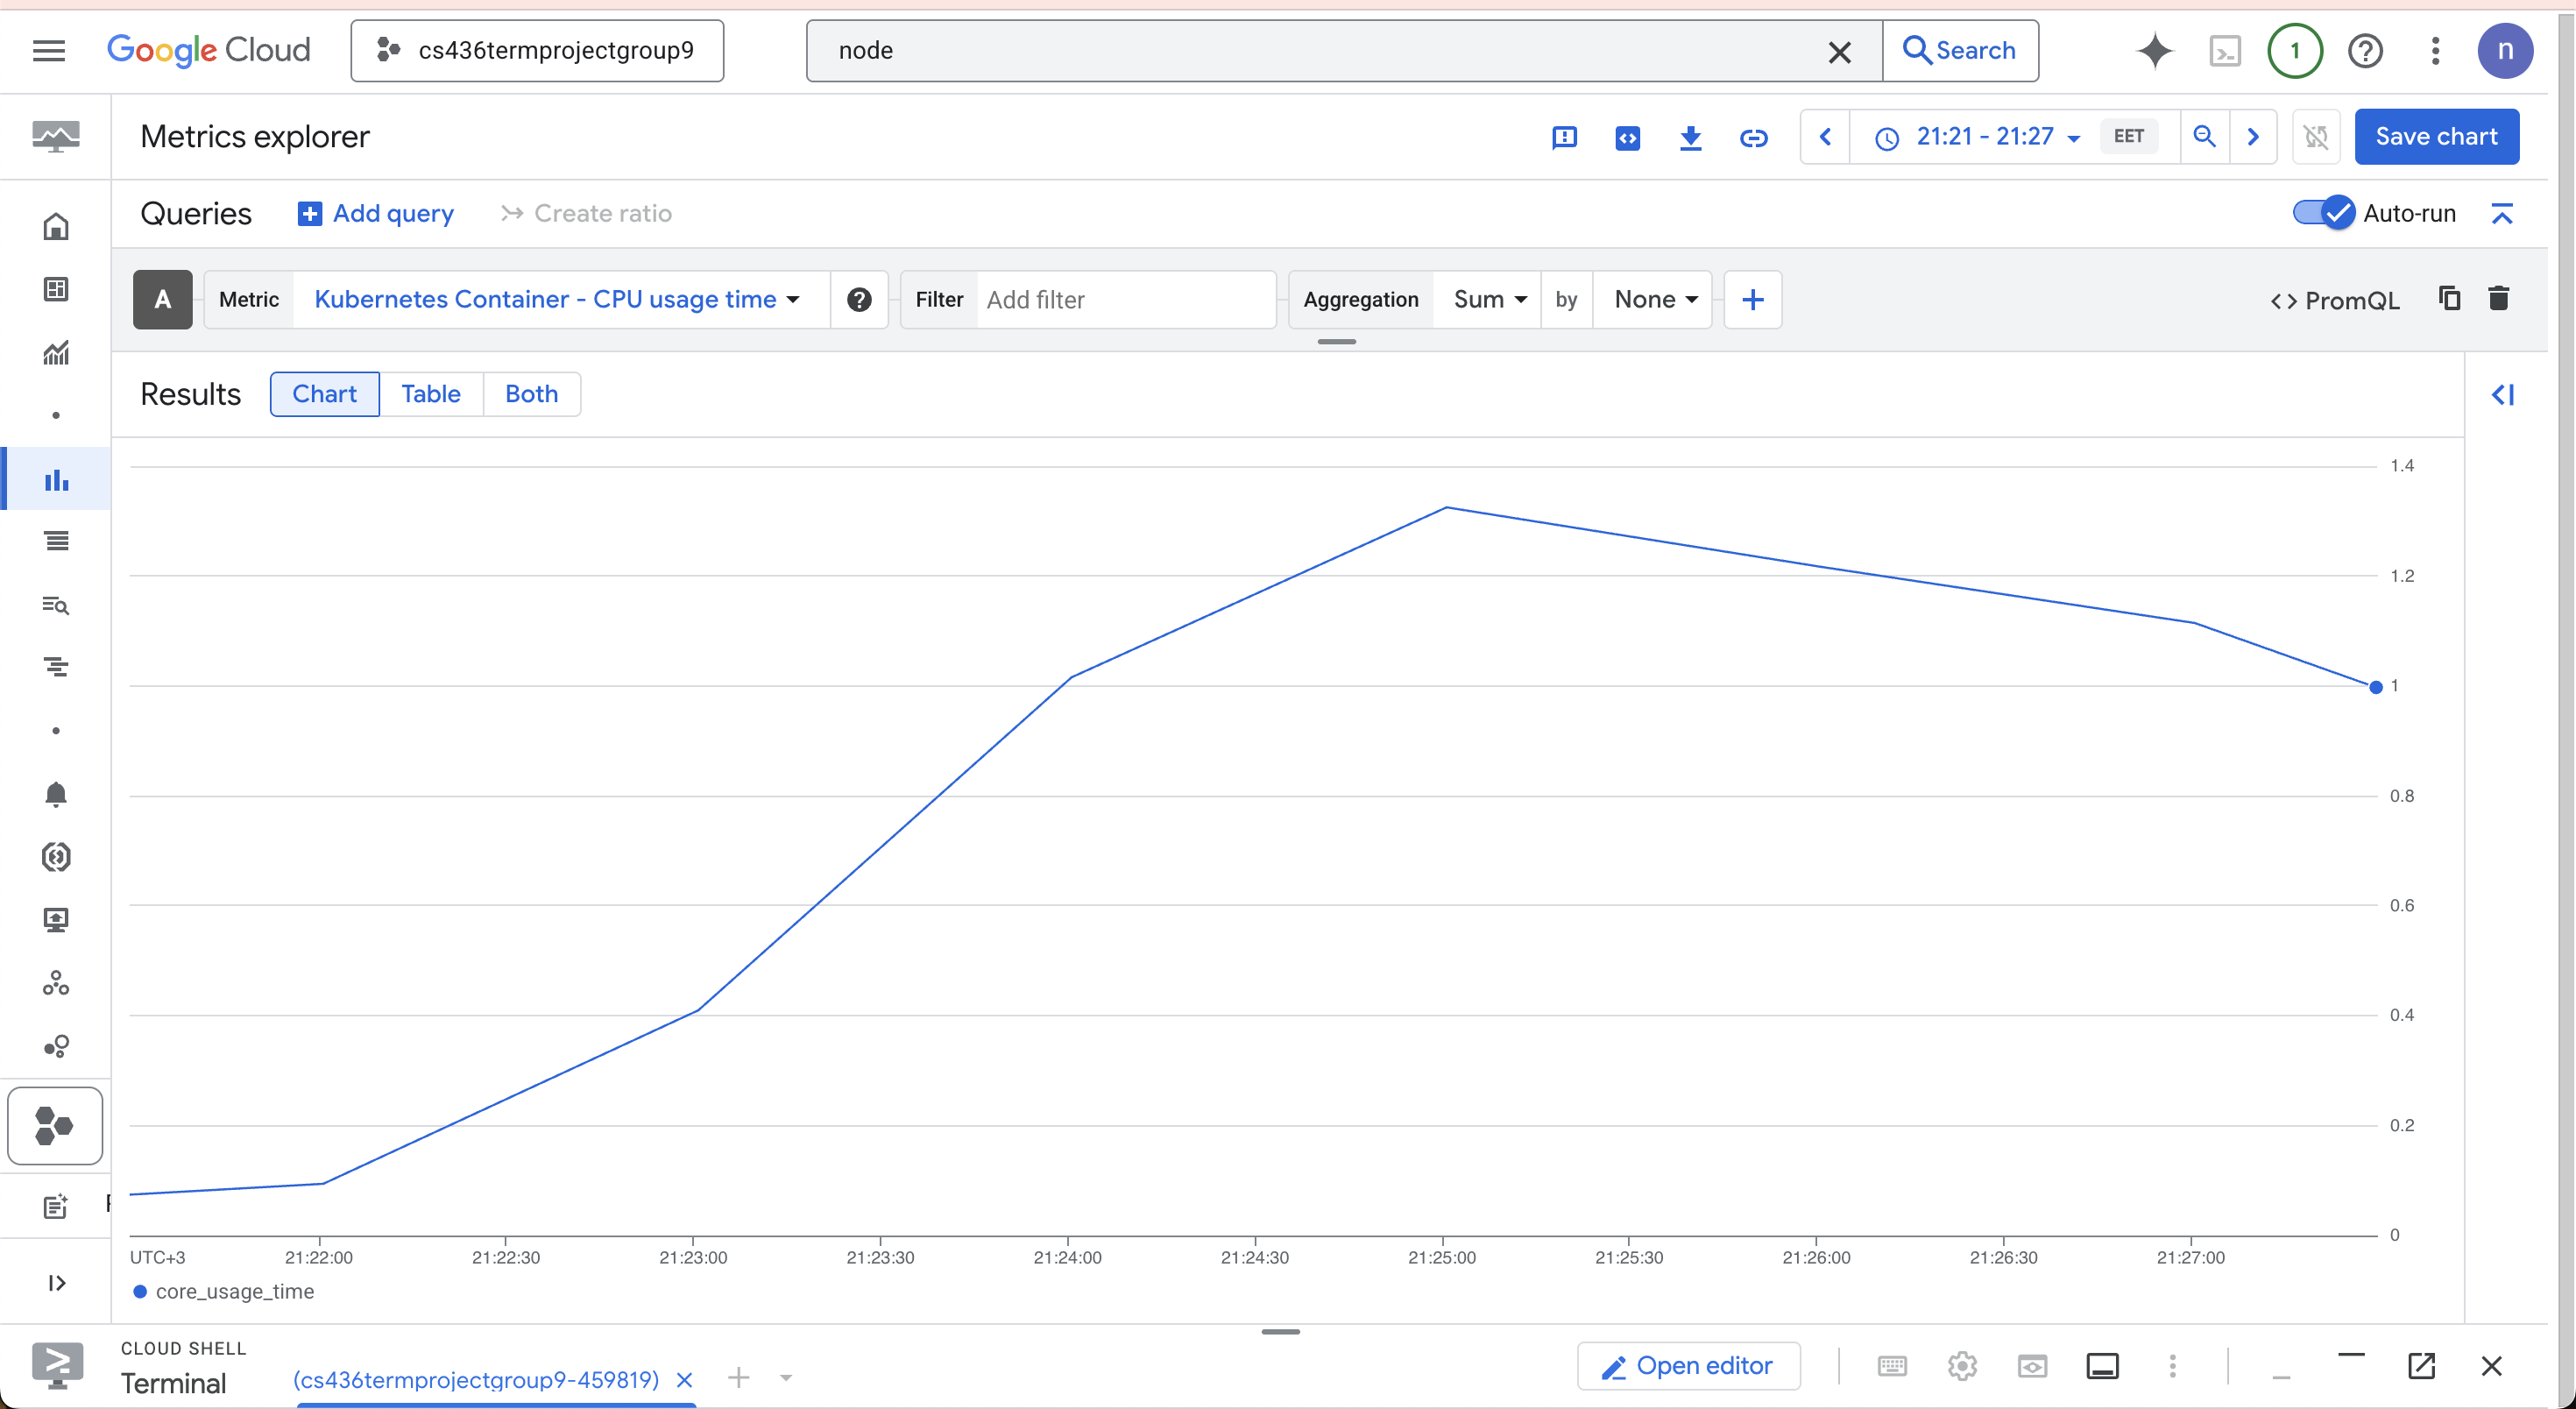 Google Cloud
cs436termprojectgroup9
node
Search
1
n
Metrics explorer
21:21 - 21:27
EET
Save chart
Queries
Add query
Create ratio
Auto-run
A
Metric
Kubernetes Container - CPU usage time
Filter
Add filter
Aggregation
Sum
by
None
<> PromQL
Results
Chart
Table
Both
1.4
1.2
1
0.8
0.6
0.4
0.2
0
UTC+3
21:22:00
21:22:30
21:23:00
21:23:30
21:24:00
21:24:30
21:25:00
21:25:30
21:26:00
21:26:30
21:27:00
core_usage_time
CLOUD SHELL
Terminal
(cs436termprojectgroup9-459819)
Open editor